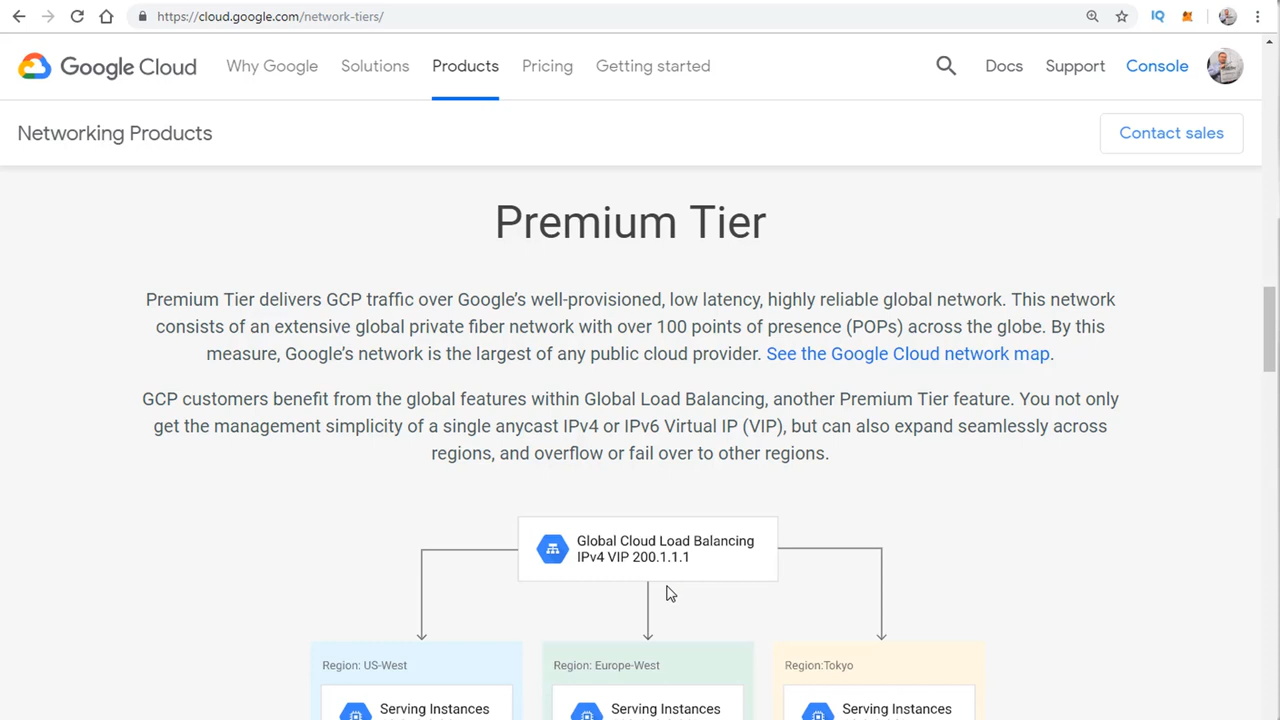 https://cloud.google.com/network-tiers/
IQ
Google Cloud
Why Google
Solutions
Products
Pricing
Getting started
Docs
Support
Console
Networking Products
Contact sales
Premium Tier
Premium Tier delivers GCP traffic over Google’s well-provisioned, low latency, highly reliable global network. This network
consists of an extensive global private fiber network with over 100 points of presence (POPs) across the globe. By this
measure, Google’s network is the largest of any public cloud provider. See the Google Cloud network map.
GCP customers benefit from the global features within Global Load Balancing, another Premium Tier feature. You not only
get the management simplicity of a single anycast IPv4 or IPv6 Virtual IP (VIP), but can also expand seamlessly across
regions, and overflow or fail over to other regions.
Global Cloud Load Balancing
IPv4 VIP 200.1.1.1
Region: US-West
Serving Instances
Region: Europe-West
Serving Instances
Region:Tokyo
Serving Instances